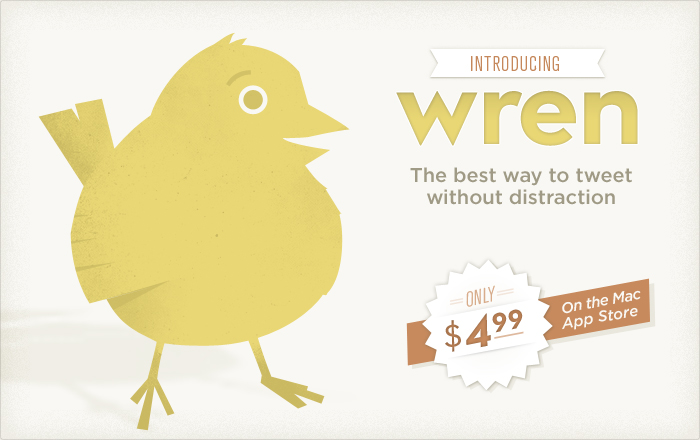 INTRODUCING
wren
The best way to tweet
without distraction
ONLY
$4.99
On the Mac
App Store